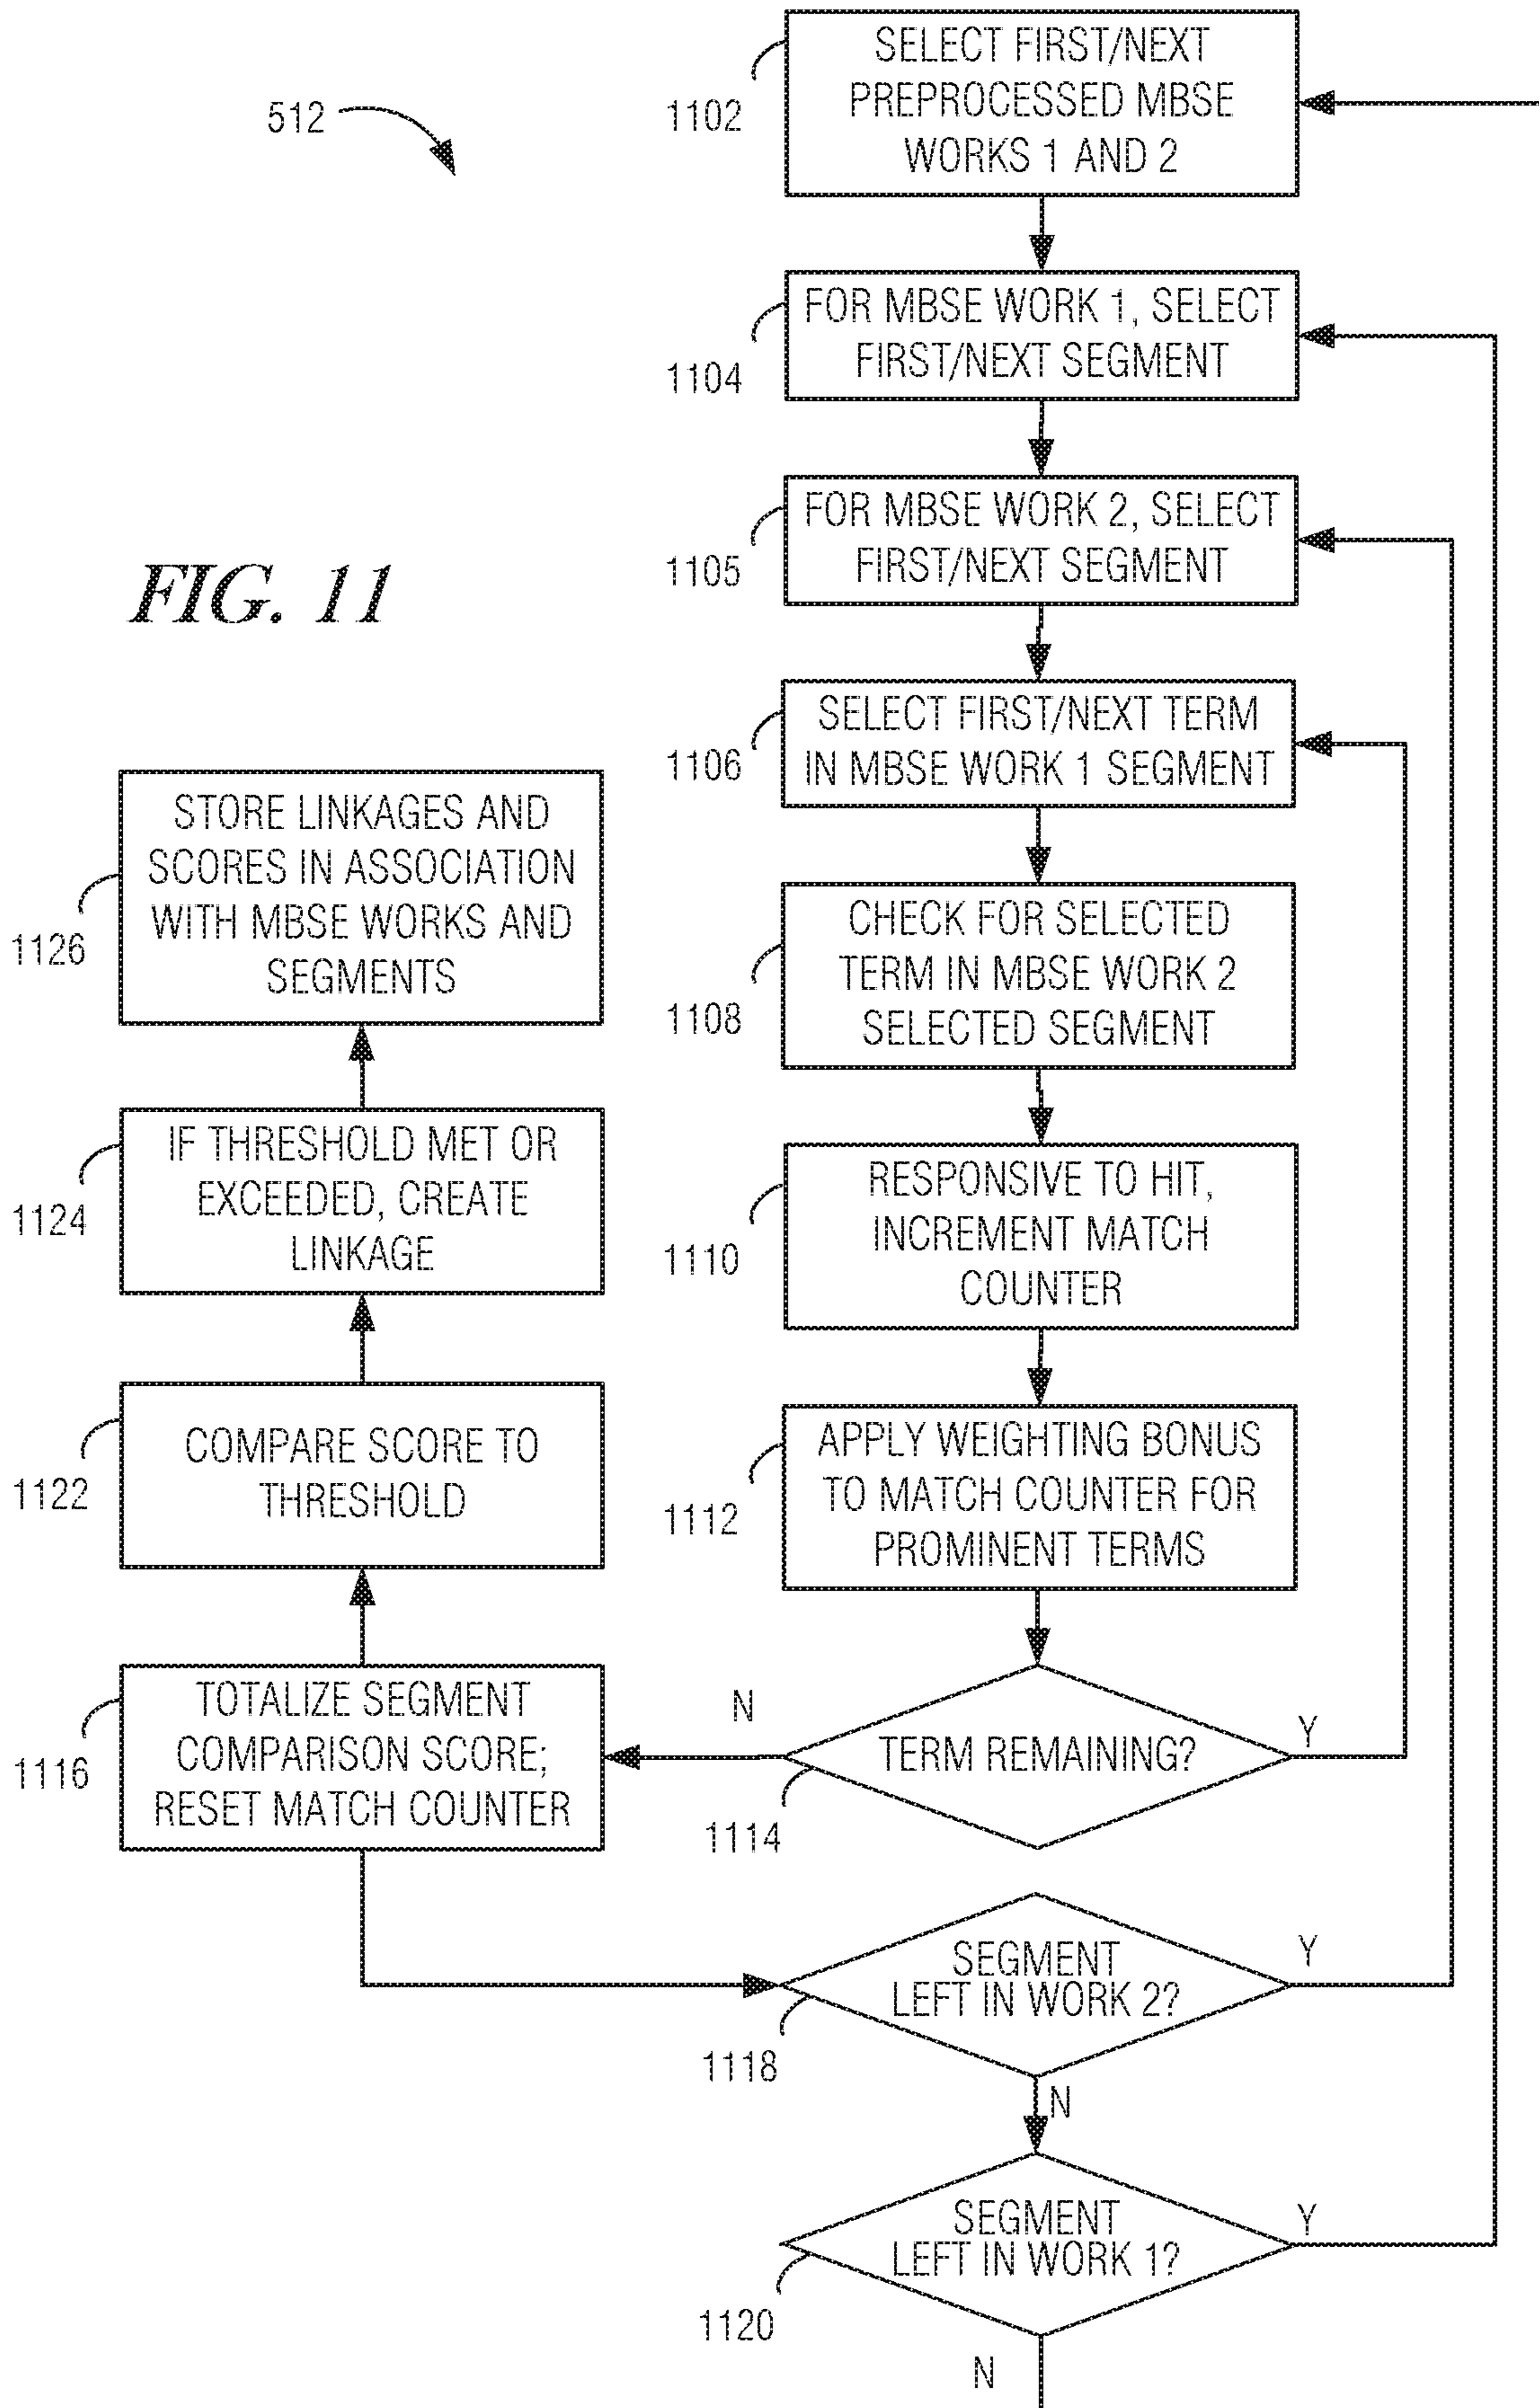 512
FIG. 11
1102
SELECT FIRST/NEXT
PREPROCESSED MBSE
WORKS 1 AND 2
1104
FOR MBSE WORK 1, SELECT
FIRST/NEXT SEGMENT
1105
FOR MBSE WORK 2, SELECT
FIRST/NEXT SEGMENT
1106
SELECT FIRST/NEXT TERM
IN MBSE WORK 1 SEGMENT
1108
CHECK FOR SELECTED
TERM IN MBSE WORK 2
SELECTED SEGMENT
1110
RESPONSIVE TO HIT,
INCREMENT MATCH
COUNTER
1112
APPLY WEIGHTING BONUS
TO MATCH COUNTER FOR
PROMINENT TERMS
1114
TERM REMAINING?
N
Y
1116
TOTALIZE SEGMENT
COMPARISON SCORE;
RESET MATCH COUNTER
1122
COMPARE SCORE TO
THRESHOLD
1124
IF THRESHOLD MET OR
EXCEEDED, CREATE
LINKAGE
1126
STORE LINKAGES AND
SCORES IN ASSOCIATION
WITH MBSE WORKS AND
SEGMENTS
1118
SEGMENT
LEFT IN WORK 2?
Y
N
1120
SEGMENT
LEFT IN WORK 1?
Y
N